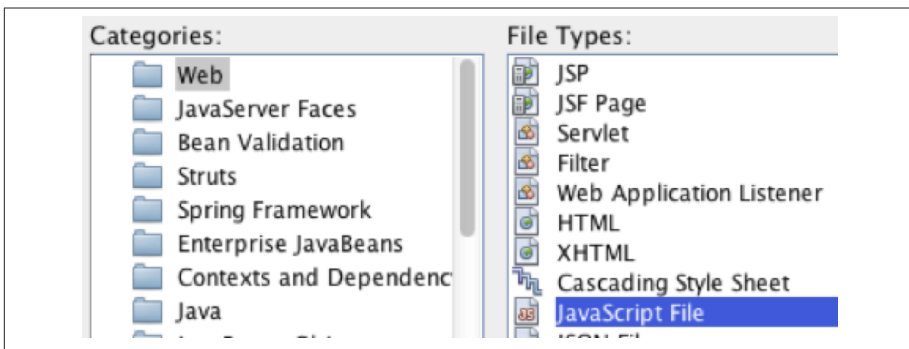 Categories:
Web
JavaServer Faces
Bean Validation
Struts
Spring Framework
Enterprise JavaBeans
Contexts and Dependenc
Java
File Types:
JSP
JSF Page
Servlet
Filter
Web Application Listener
HTML
XHTML
Cascading Style Sheet
JavaScript File